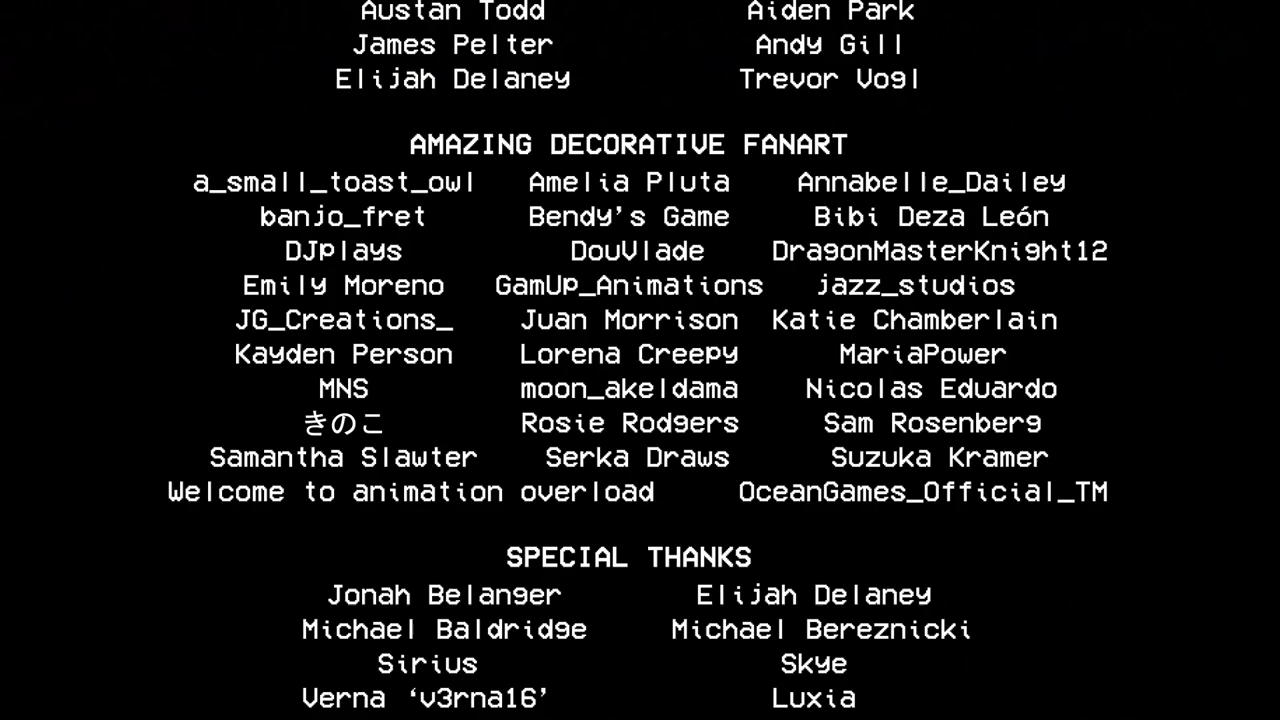 Austan Todd Aiden Park
James Pelter Andy Gill
Elijah Delaney Trevor Vogl
AMAZING DECORATIVE FANART
a_small_toast_owl Amelia Pluta Annabelle_Dailey
banjo_fret Bendy’s Game Bibi Deza León
DJplays DouVlade DragonMasterKnight12
Emily Moreno GamUp_Animations jazz_studios
JG_Creations_ Juan Morrison Katie Chamberlain
Kayden Person Lorena Creepy MariaPower
MNS moon_akeldama Nicolas Eduardo
きのこ Rosie Rodgers Sam Rosenberg
Samantha Slawter Serka Draws Suzuka Kramer
Welcome to animation overload OceanGames_Official_TM
SPECIAL THANKS
Jonah Belanger Elijah Delaney
Michael Baldridge Michael Bereznicki
Sirius Skye
Verna ‘v3rna16’ Luxia